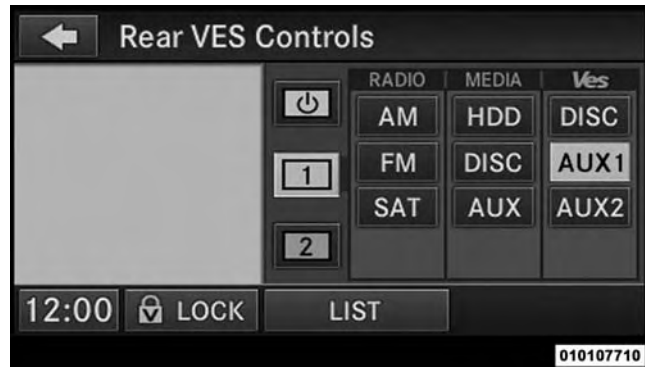 Rear VES Controls
RADIO MEDIA Ves
AM HDD DISC
1 FM DISC AUX1
SAT AUX AUX2
2
12:00 LOCK LIST
010107710